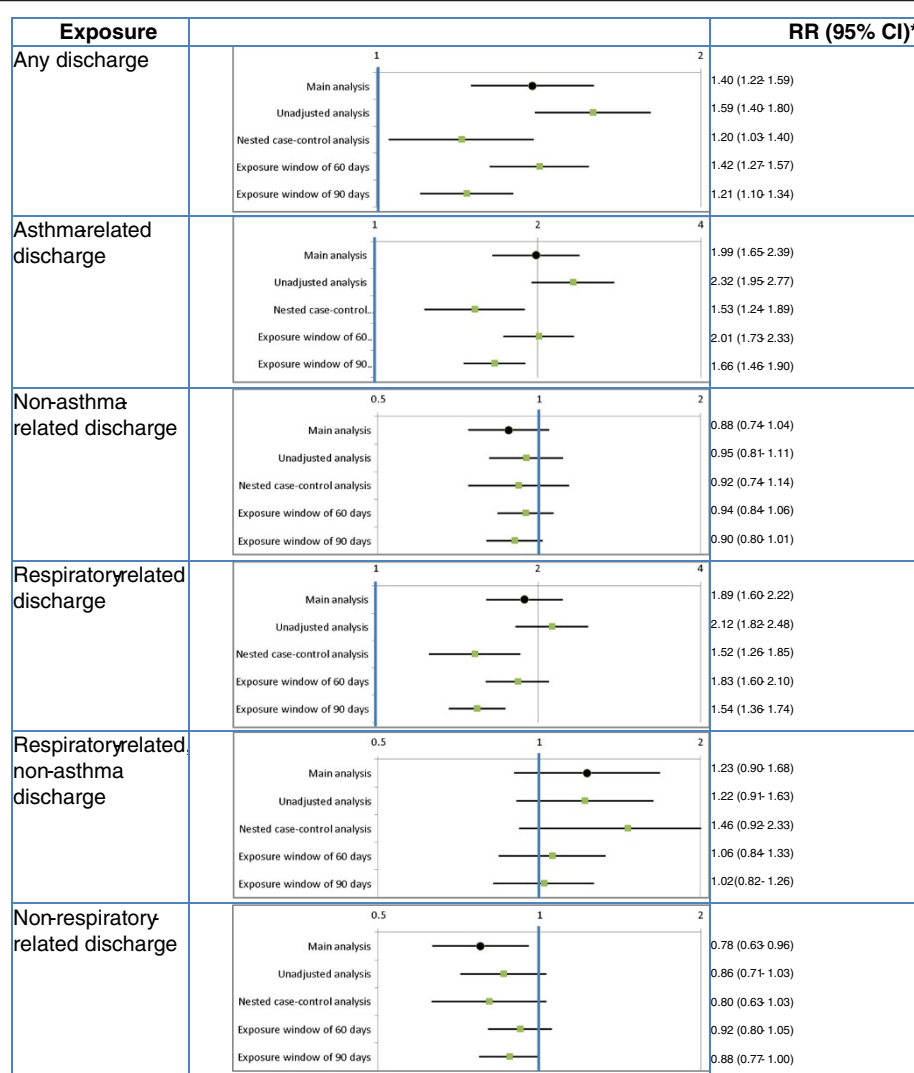 Exposure RR (95% CI)*
Any discharge
1 2
Main analysis 1.40 (1.22- 1.59)
Unadjusted analysis 1.59 (1.40- 1.80)
Nested case-control analysis 1.20 (1.03- 1.40)
Exposure window of 60 days 1.42 (1.27- 1.57)
Exposure window of 90 days 1.21 (1.10- 1.34)
Asthmarelated
discharge
1 2 4
Main analysis 1.99 (1.65- 2.39)
Unadjusted analysis 2.32 (1.95- 2.77)
Nested case-control... 1.53 (1.24- 1.89)
Exposure window of 60... 2.01 (1.73- 2.33)
Exposure window of 90... 1.66 (1.46- 1.90)
Non-asthma-
related discharge
0.5 1 2
Main analysis 0.88 (0.74- 1.04)
Unadjusted analysis 0.95 (0.81- 1.11)
Nested case-control analysis 0.92 (0.74- 1.14)
Exposure window of 60 days 0.94 (0.84- 1.06)
Exposure window of 90 days 0.90 (0.80- 1.01)
Respiratory-related
discharge
1 2 4
Main analysis 1.89 (1.60- 2.22)
Unadjusted analysis 2.12 (1.82- 2.48)
Nested case-control analysis 1.52 (1.26- 1.85)
Exposure window of 60 days 1.83 (1.60- 2.10)
Exposure window of 90 days 1.54 (1.36- 1.74)
Respiratory-related,
non-asthma
discharge
0.5 1 2
Main analysis 1.23 (0.90- 1.68)
Unadjusted analysis 1.22 (0.91- 1.63)
Nested case-control analysis 1.46 (0.92- 2.33)
Exposure window of 60 days 1.06 (0.84- 1.33)
Exposure window of 90 days 1.02(0.82- 1.26)
Non-respiratory-
related discharge
0.5 1 2
Main analysis 0.78 (0.63- 0.96)
Unadjusted analysis 0.86 (0.71- 1.03)
Nested case-control analysis 0.80 (0.63- 1.03)
Exposure window of 60 days 0.92 (0.80- 1.05)
Exposure window of 90 days 0.88 (0.77- 1.00)